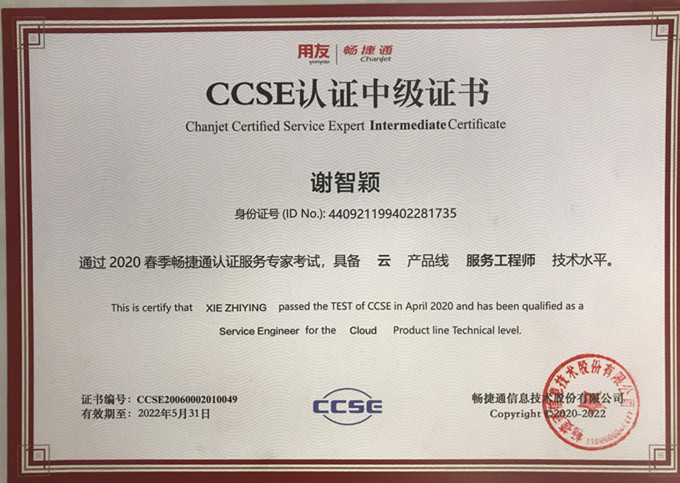 用友 畅捷通
yonyou Chanjet
CCSE认证中级证书
Chanjet Certified Service Expert Intermediate Certificate
谢智颖
身份证号 (ID No.): 440921199402281735
通过 2020 春季畅捷通认证服务专家考试，具备 云 产品线 服务工程师 技术水平。
This is certify that XIE ZHIYING passed the TEST of CCSE in April 2020 and has been qualified as a
Service Engineer for the Cloud Product line Technical level.
证书编号： CCSE20060002010049
有效期至： 2022年5月31日
CCSE
畅捷通信息技术股份有限公司
Copyright ©2020-2022